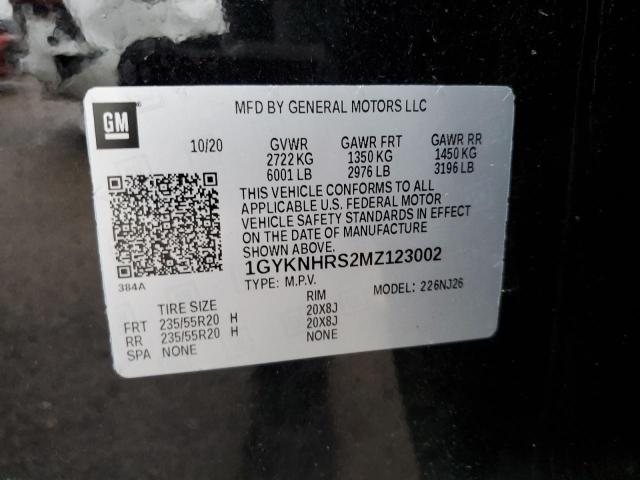 GM
MFD BY GENERAL MOTORS LLC
10/20 GVWR GAWR FRT GAWR RR
2722 KG 1350 KG 1450 KG
6001 LB 2976 LB 3196 LB
THIS VEHICLE CONFORMS TO ALL
APPLICABLE U.S. FEDERAL MOTOR
VEHICLE SAFETY STANDARDS IN EFFECT
ON THE DATE OF MANUFACTURE
SHOWN ABOVE.
384A
1GYKNHRS2MZ123002
TYPE: M.P.V. MODEL: 226NJ26
TIRE SIZE RIM
FRT 235/55R20 H 20X8J
RR 235/55R20 H 20X8J
SPA NONE NONE